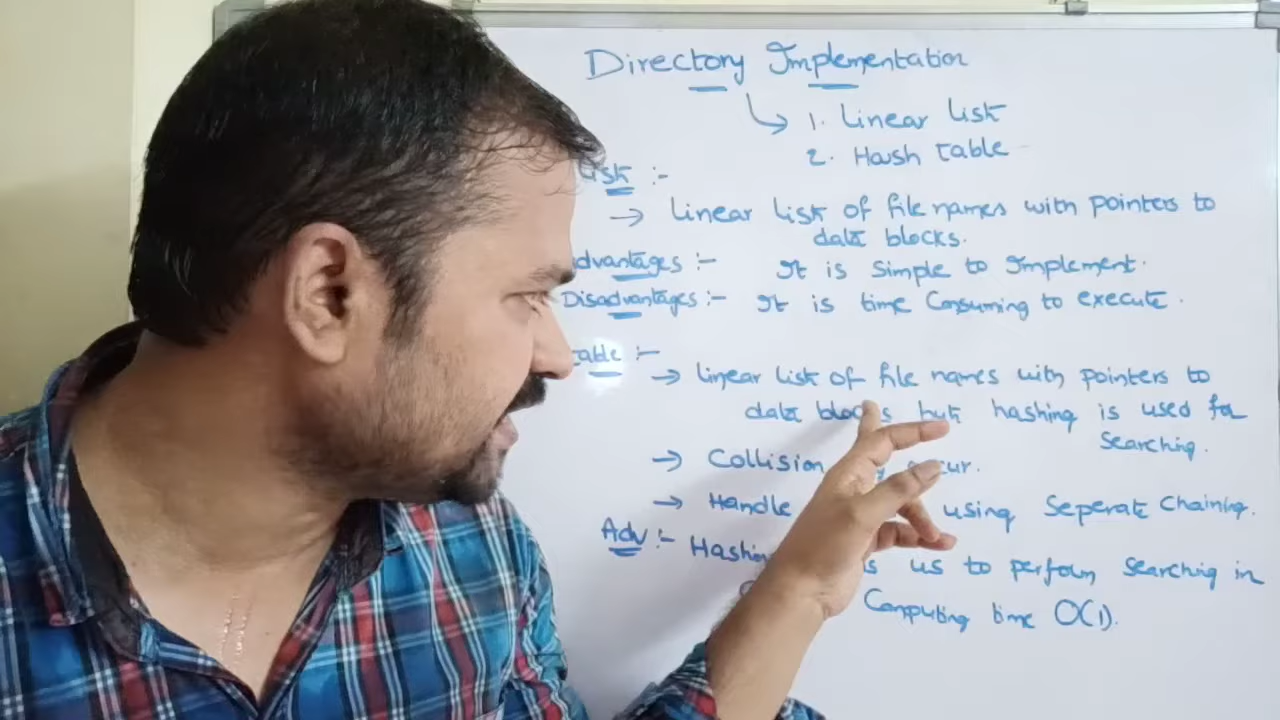 Directory Implementation
1. Linear list
2. Hash table
list :-
→ Linear list of file names with pointers to
data blocks.
advantages :- It is simple to Implement.
Disadvantages :- It is time Consuming to execute.
table :-
→ linear list of file names with pointers to
data blocks but hashing is used for
searching.
→ Collision occur.
→ Handle using Seperate Chaining.
Adv :- Hashing us to perform searching in
Computing time O(1).